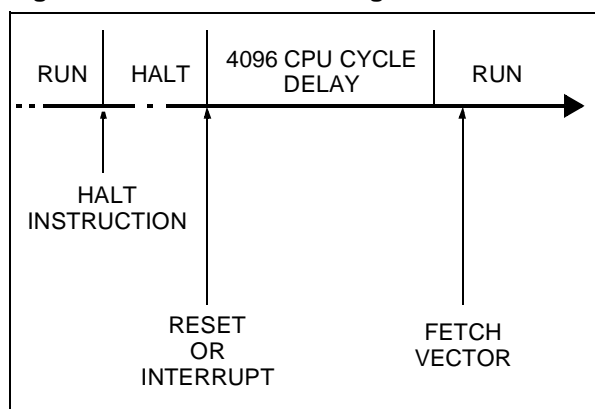 RUN
HALT
4096 CPU CYCLE
DELAY
RUN
HALT
INSTRUCTION
RESET
OR
INTERRUPT
FETCH
VECTOR